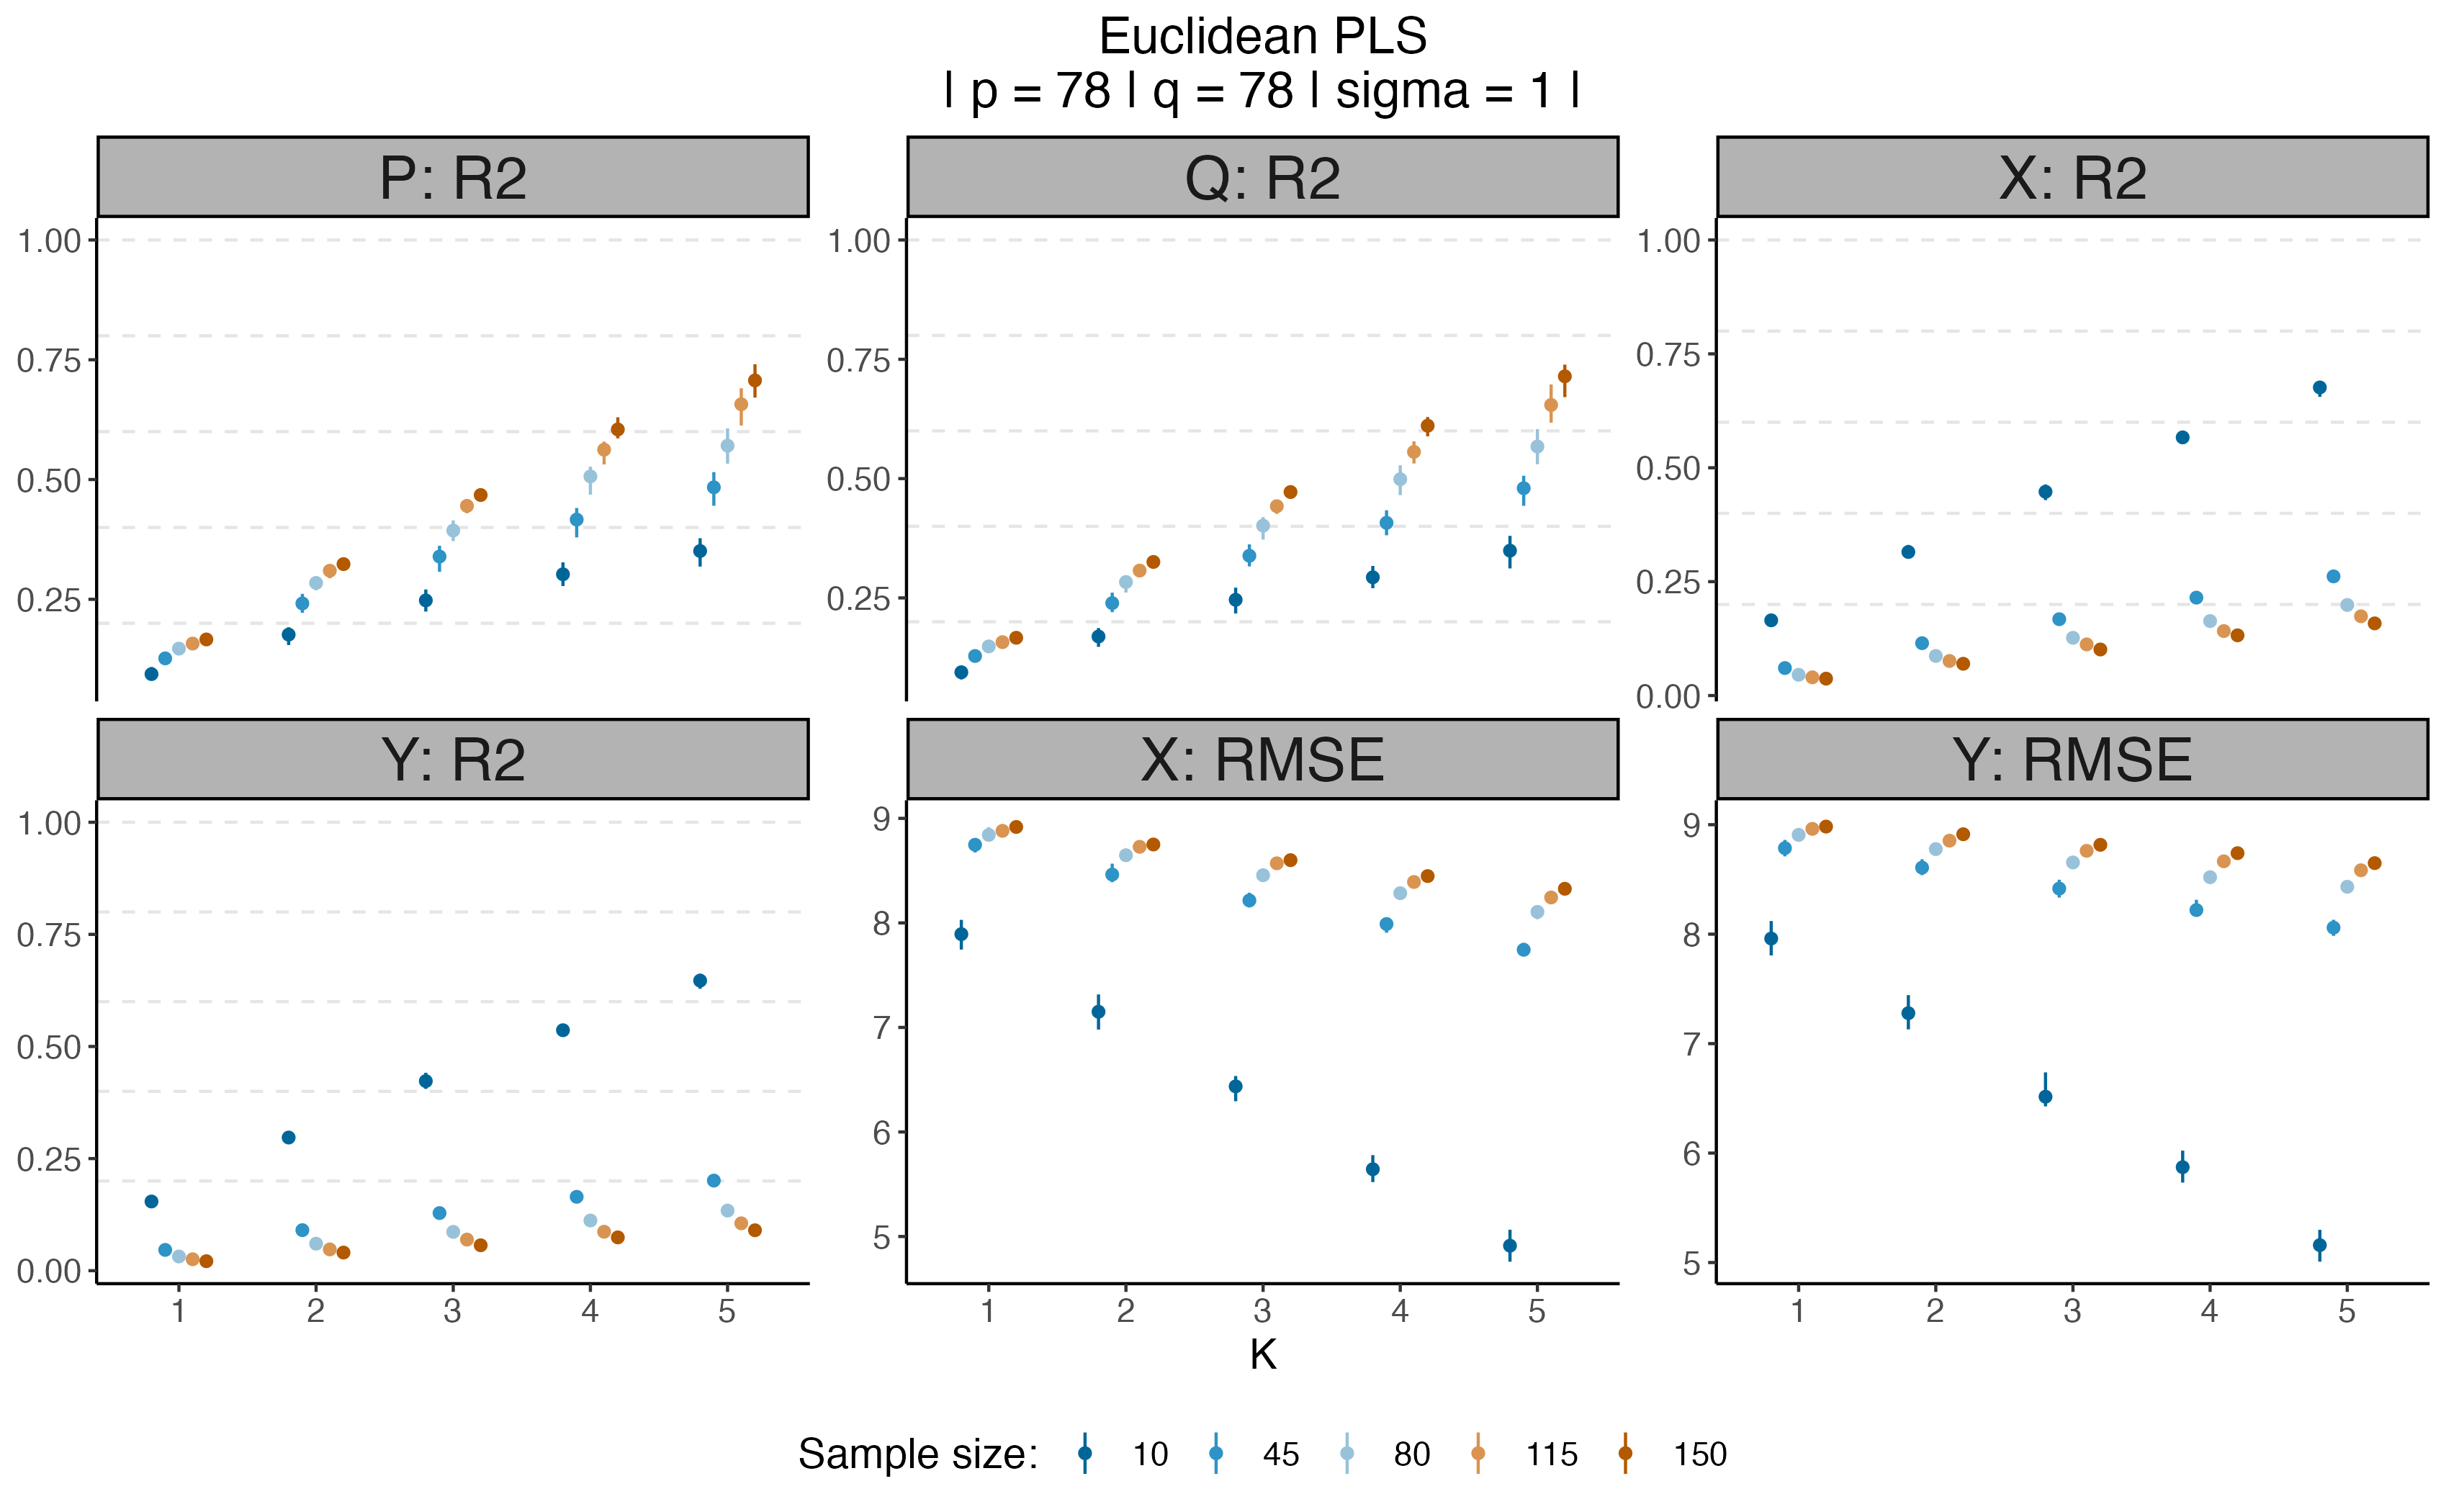 Euclidean PLS
| p = 78 | q = 78 | sigma = 1 |
P: R2
Q: R2
X: R2
1.00
0.75
0.50
0.25
1.00
0.75
0.50
0.25
1.00
0.75
0.50
0.25
0.00
Y: R2
X: RMSE
Y: RMSE
1.00
0.75
0.50
0.25
0.00
9
8
7
6
5
9
8
7
6
5
1 2 3 4 5
1 2 3 4 5
1 2 3 4 5
K
Sample size: 10 45 80 115 150